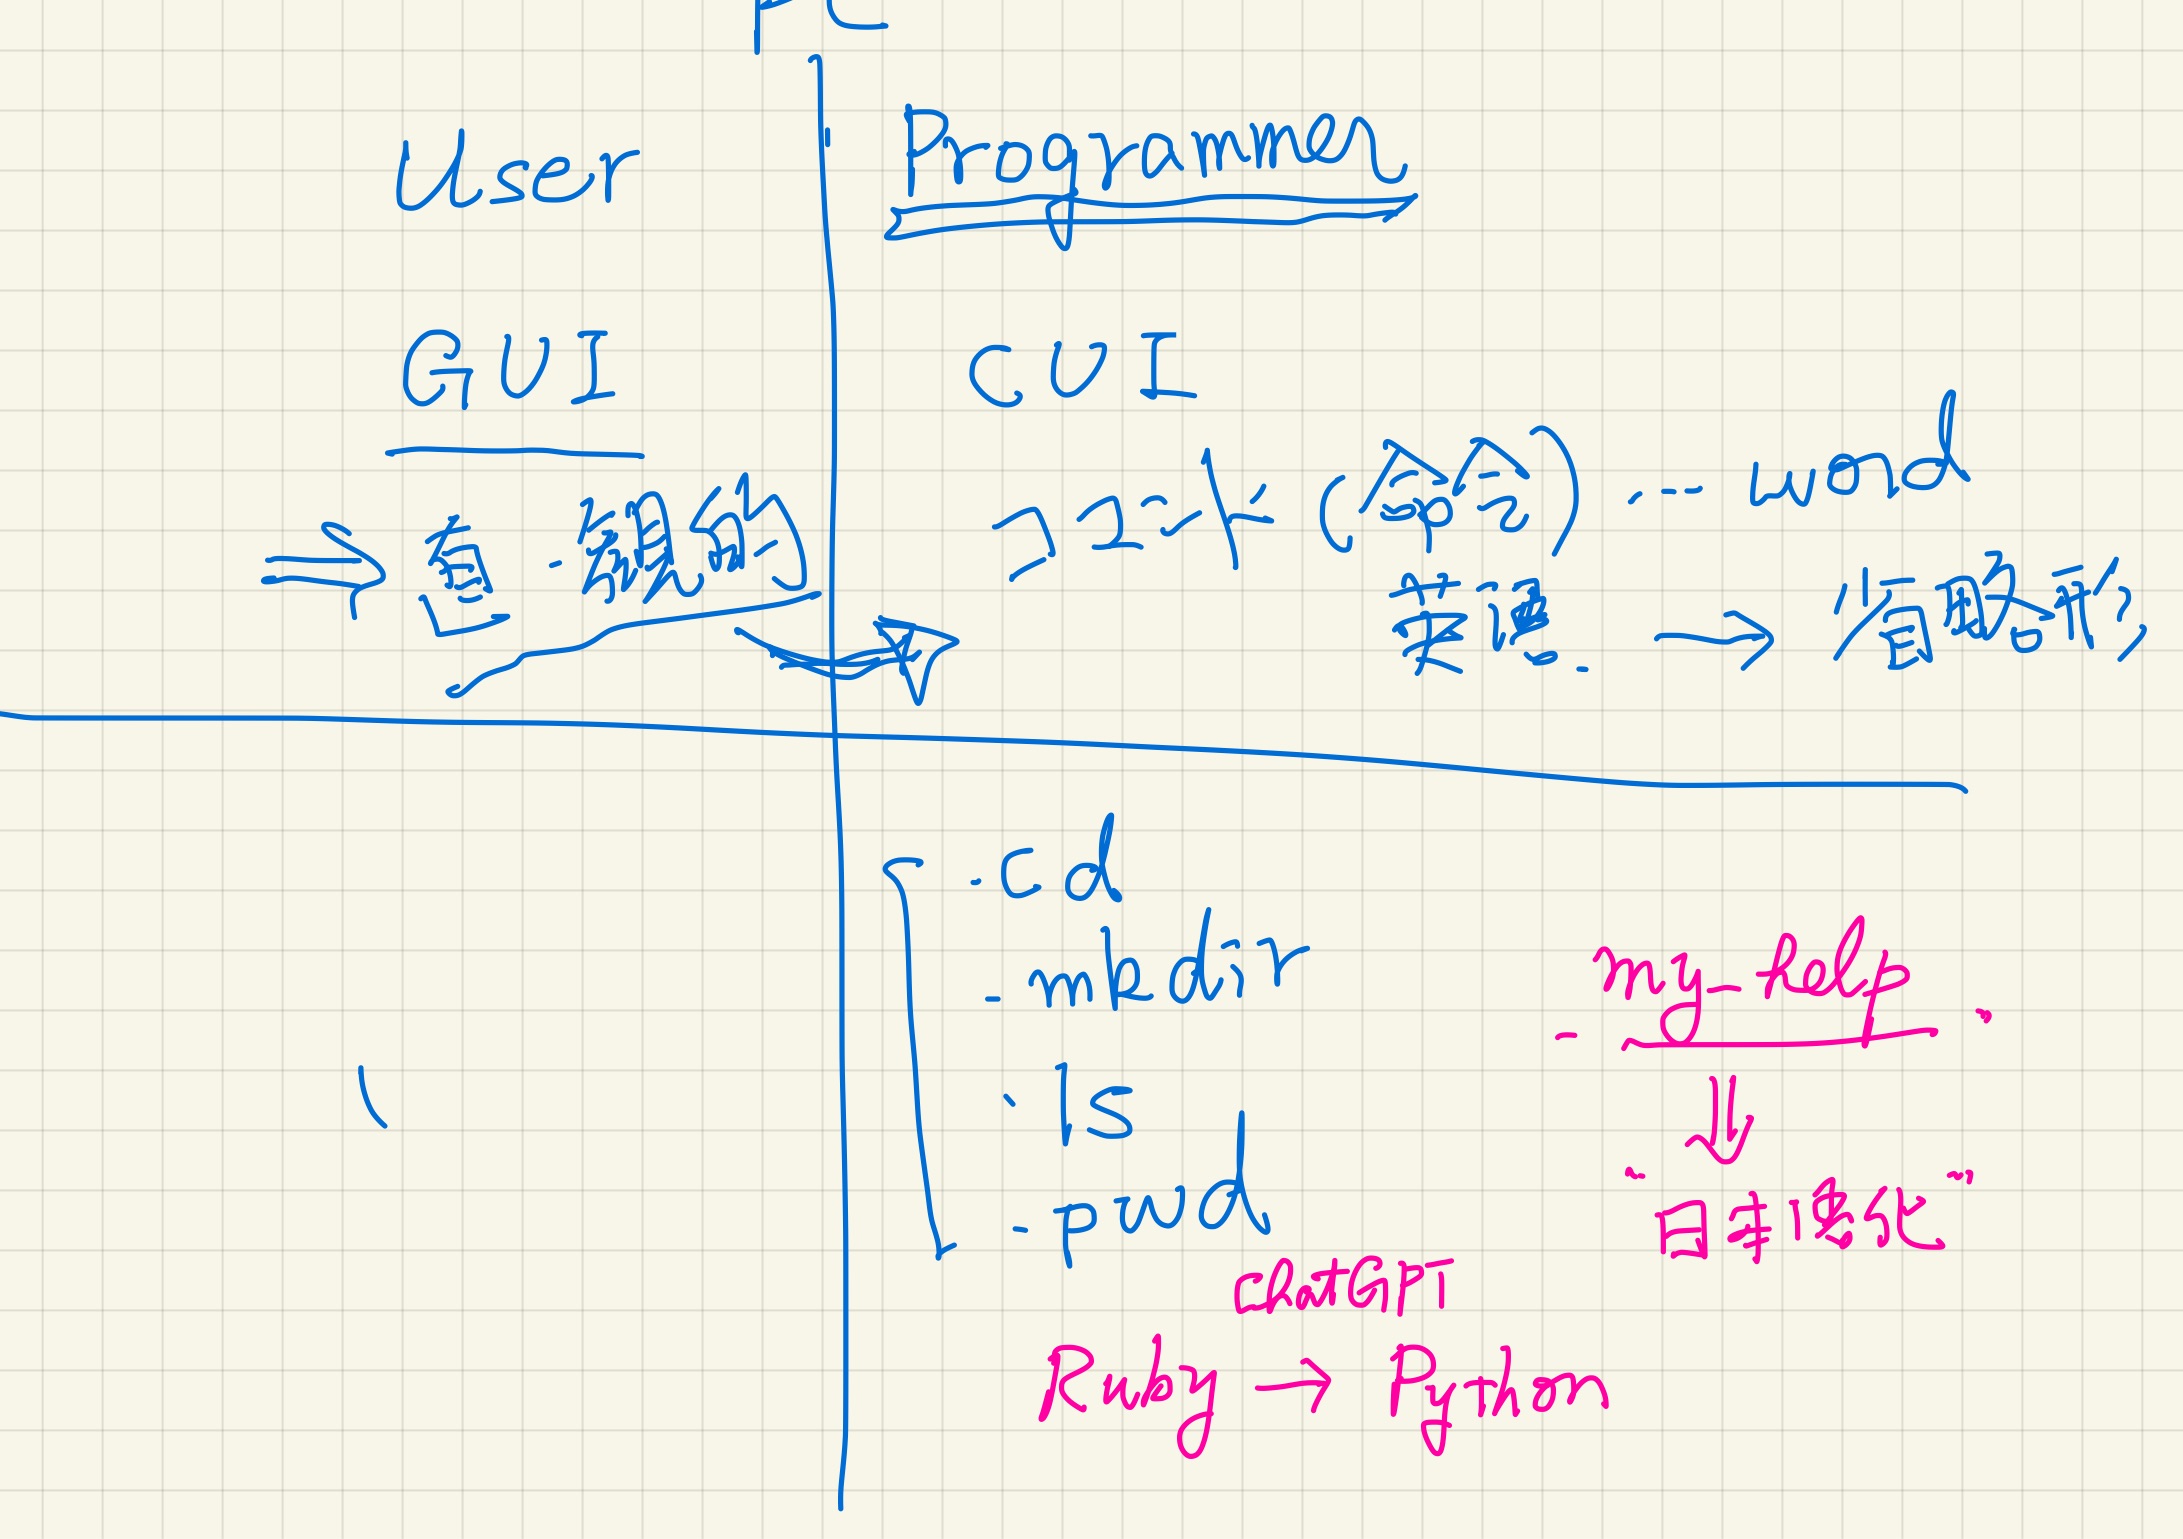 PC
User
Programmer
GUI
CUI
直観的
コマンド (命令) --- word
英語 → 省略形
- cd
- mkdir
- ls
- pwd
"my_help"
"日本語化"
chatGPT
Ruby → Python